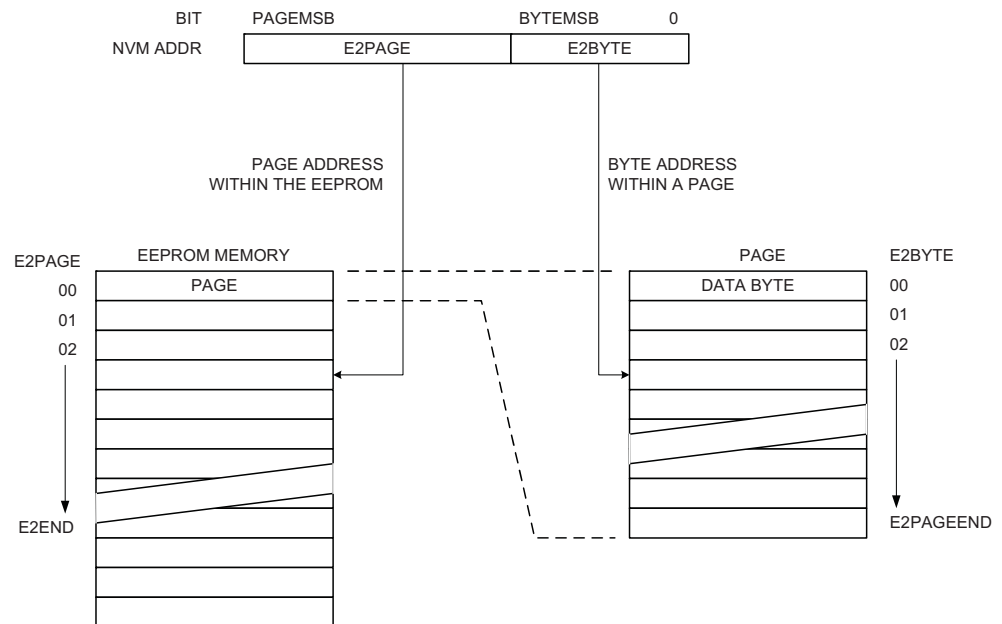 BIT PAGEMSB BYTEMSB 0
NVM ADDR E2PAGE E2BYTE
PAGE ADDRESS
WITHIN THE EEPROM
BYTE ADDRESS
WITHIN A PAGE
E2PAGE EEPROM MEMORY
00 PAGE
01
02
E2END
PAGE E2BYTE
DATA BYTE 00
01
02
E2PAGEEND